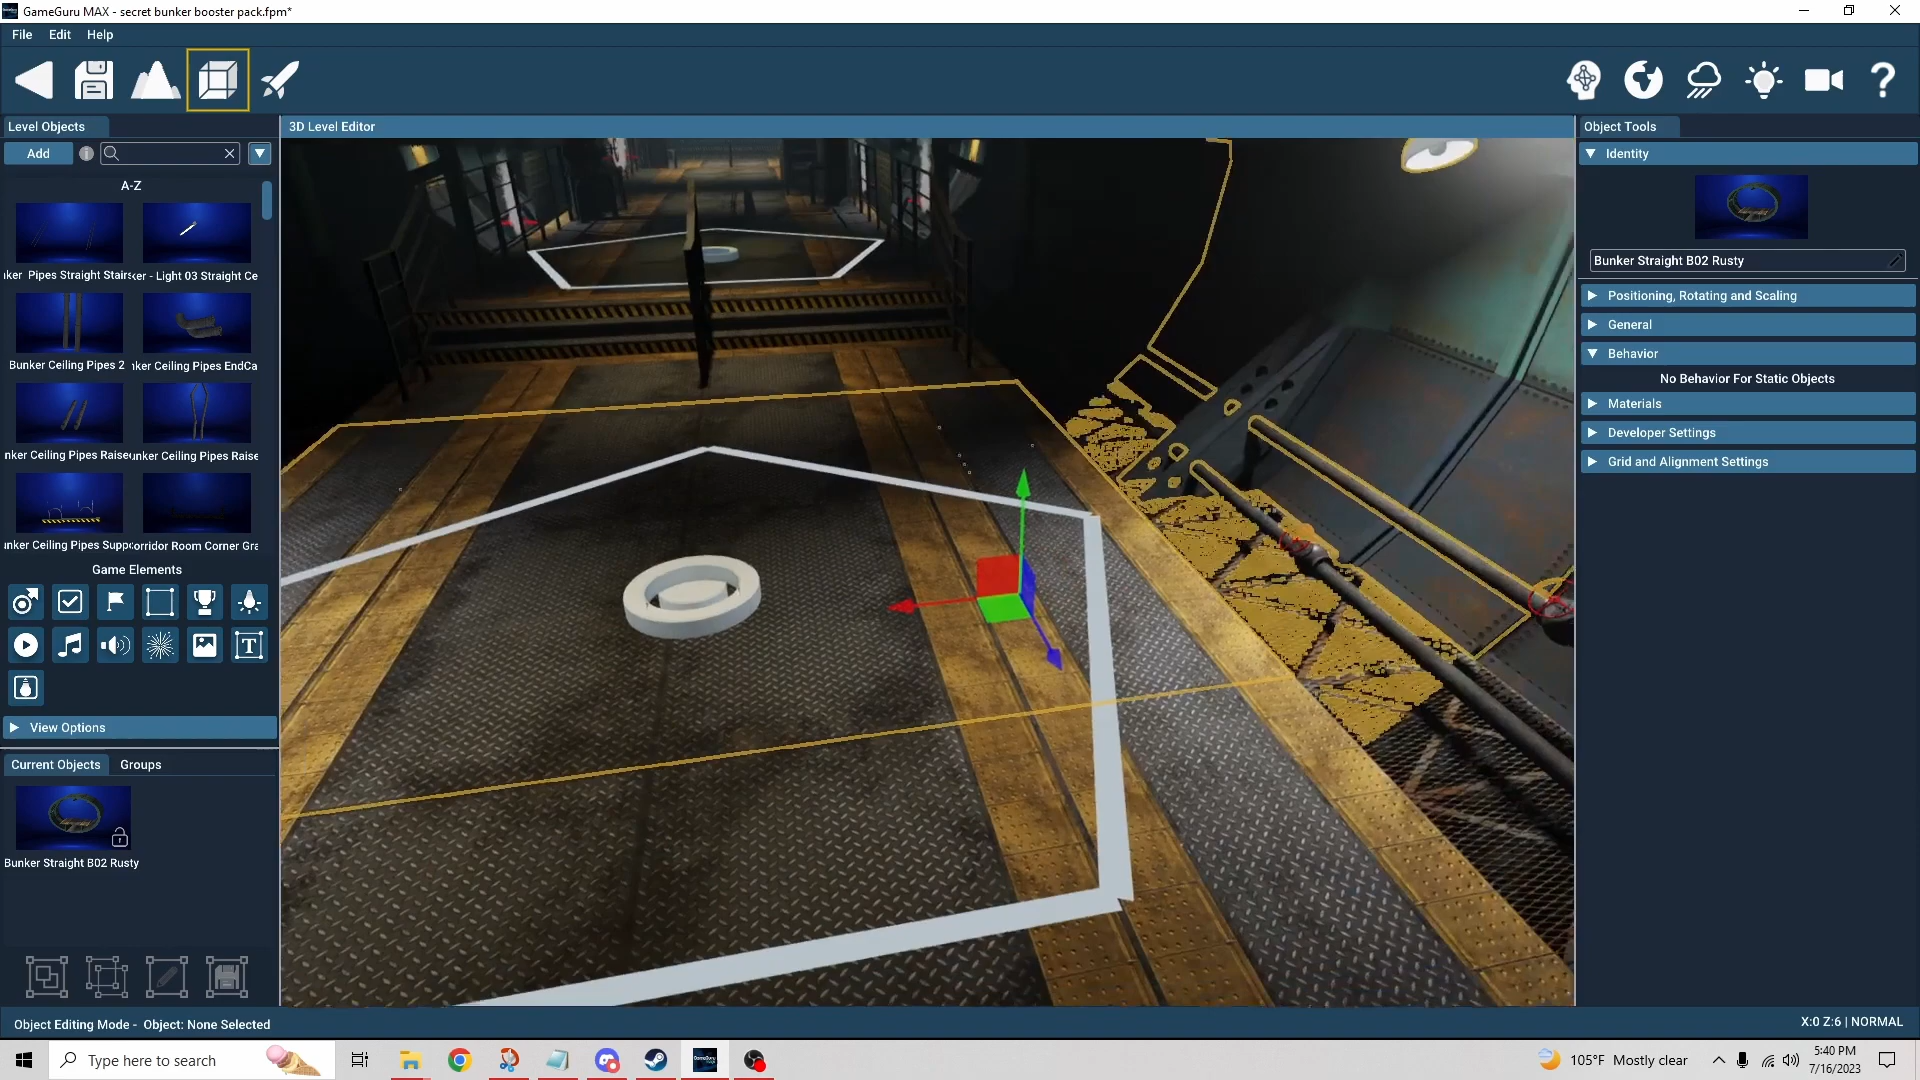 GameGuru MAX - secret bunker booster pack.fpm*
File Edit Help
Level Objects
3D Level Editor
Object Tools
Add
A-Z
Identity
ker Pipes Straight Stairs
ker - Light 03 Straight Ce
Bunker Ceiling Pipes 2
nker Ceiling Pipes EndCa
nker Ceiling Pipes Raise
unker Ceiling Pipes Raise
unker Ceiling Pipes Suppo
orridor Room Corner Gra
Game Elements
View Options
Current Objects
Groups
Bunker Straight B02 Rusty
Bunker Straight B02 Rusty
Positioning, Rotating and Scaling
General
Behavior
No Behavior For Static Objects
Materials
Developer Settings
Grid and Alignment Settings
Object Editing Mode - Object: None Selected
X:0 Z:6 | NORMAL
Type here to search
105°F Mostly clear
5:40 PM
7/16/2023